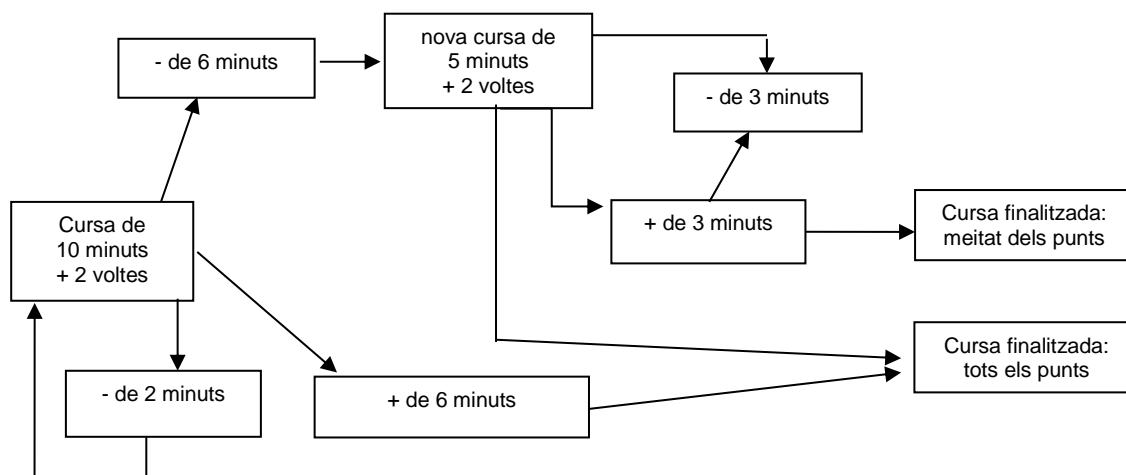 - de 6 minuts
nova cursa de
5 minuts
+ 2 voltes
- de 3 minuts
Cursa de
10 minuts
+ 2 voltes
+ de 3 minuts
Cursa finalitzada:
meitat dels punts
- de 2 minuts
+ de 6 minuts
Cursa finalitzada:
tots els punts